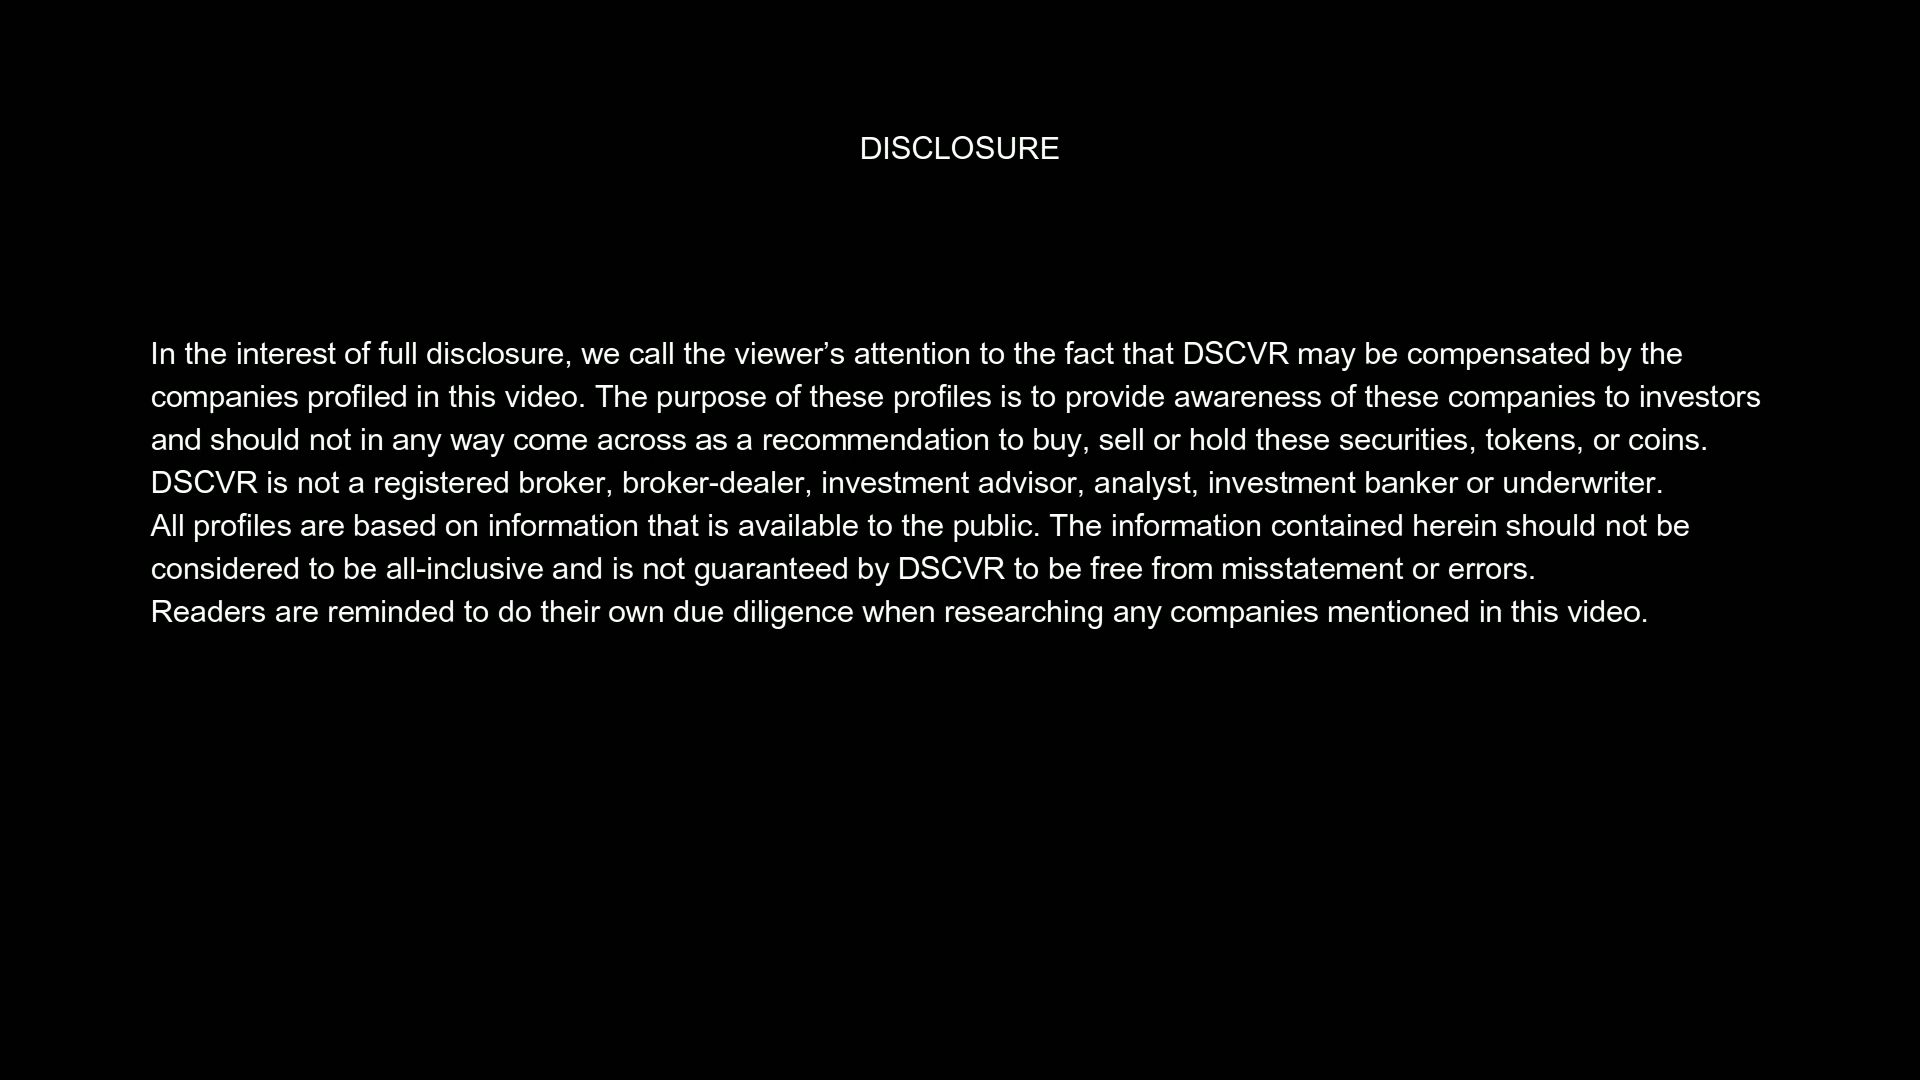 DISCLOSURE
In the interest of full disclosure, we call the viewer’s attention to the fact that DSCVR may be compensated by the
companies profiled in this video. The purpose of these profiles is to provide awareness of these companies to investors
and should not in any way come across as a recommendation to buy, sell or hold these securities, tokens, or coins.
DSCVR is not a registered broker, broker-dealer, investment advisor, analyst, investment banker or underwriter.
All profiles are based on information that is available to the public. The information contained herein should not be
considered to be all-inclusive and is not guaranteed by DSCVR to be free from misstatement or errors.
Readers are reminded to do their own due diligence when researching any companies mentioned in this video.